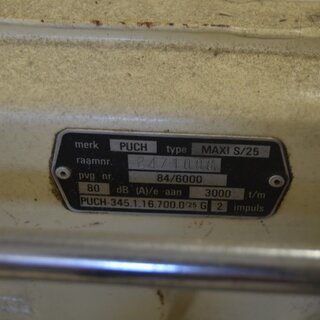 merk PUCH type MAXI S/25
raamnr.
pvg nr. 84/6000
80 dB (A)/e aan 3000 t/m
PUCH-345.1.16.700.0/25 G 2 impuls